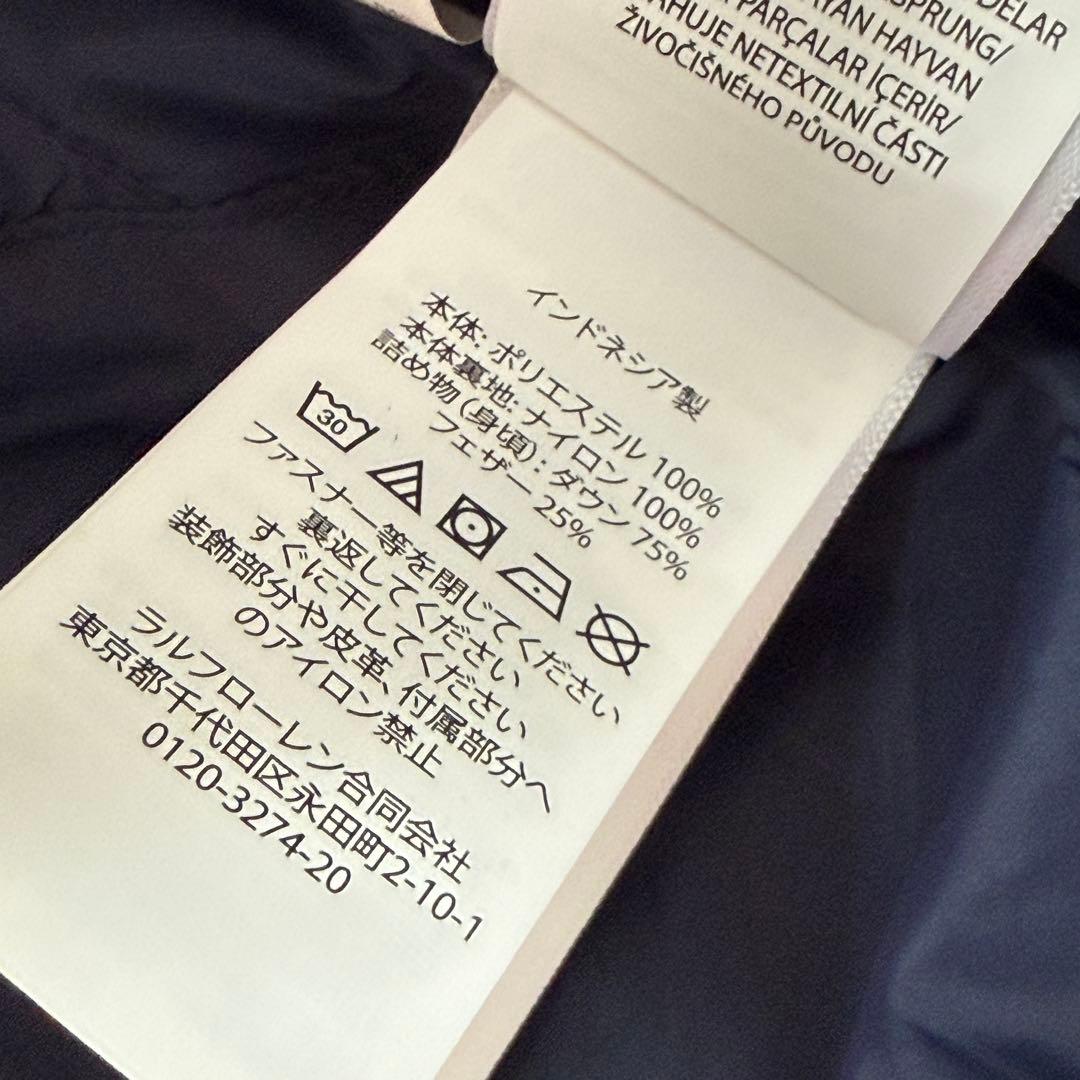 DELAR
SPRUNG/
YAN HAYVAN
PARÇALAR İÇERİR/
AHUJE NETEXTILNÍ ČÁSTI
ŽIVOČIŠNÉHO PŮVODU
インドネシア製
本体: ポリエステル 100%
本体裏地: ナイロン 100%
詰め物 (身頃) : ダウン 75%
フェザー 25%
30
ファスナー等を閉じてください
裏返してください
すぐに干してください
装飾部分や皮革、付属部分へ
のアイロン禁止
ラルフローレン合同会社
東京都千代田区永田町2-10-1
0120-3274-20